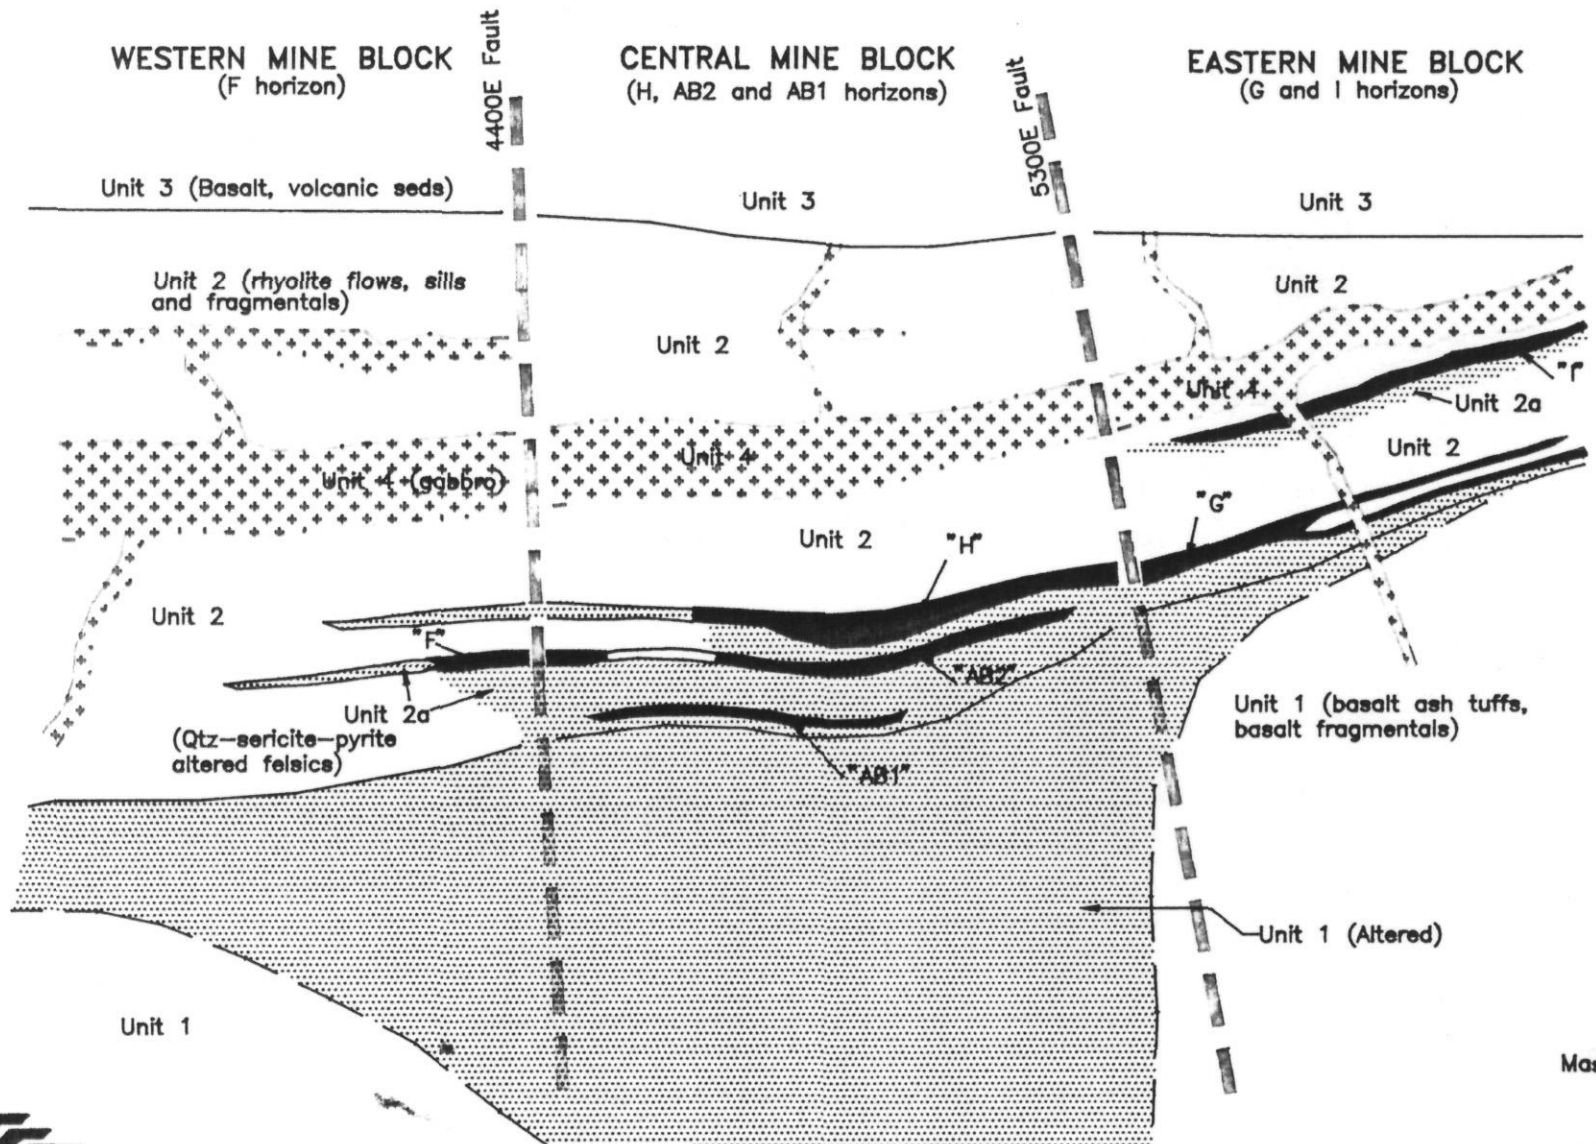 WESTERN MINE BLOCK
(F horizon)
4400E Fault
CENTRAL MINE BLOCK
(H, AB2 and AB1 horizons)
5300E Fault
EASTERN MINE BLOCK
(G and I horizons)
Unit 3 (Basalt, volcanic seds)
Unit 3
Unit 3
Unit 2 (rhyolite flows, sills
and fragmentals)
Unit 2
Unit 2
Unit 4
"I"
Unit 2a
Unit 4 (gabbro)
Unit 4
Unit 2
"G"
Unit 2
"H"
Unit 2
"F"
"AB2"
Unit 2a
(Qtz-sericite-pyrite
altered felsics)
"AB1"
Unit 1 (basalt ash tuffs,
basalt fragmentals)
Unit 1 (Altered)
Unit 1
Mas